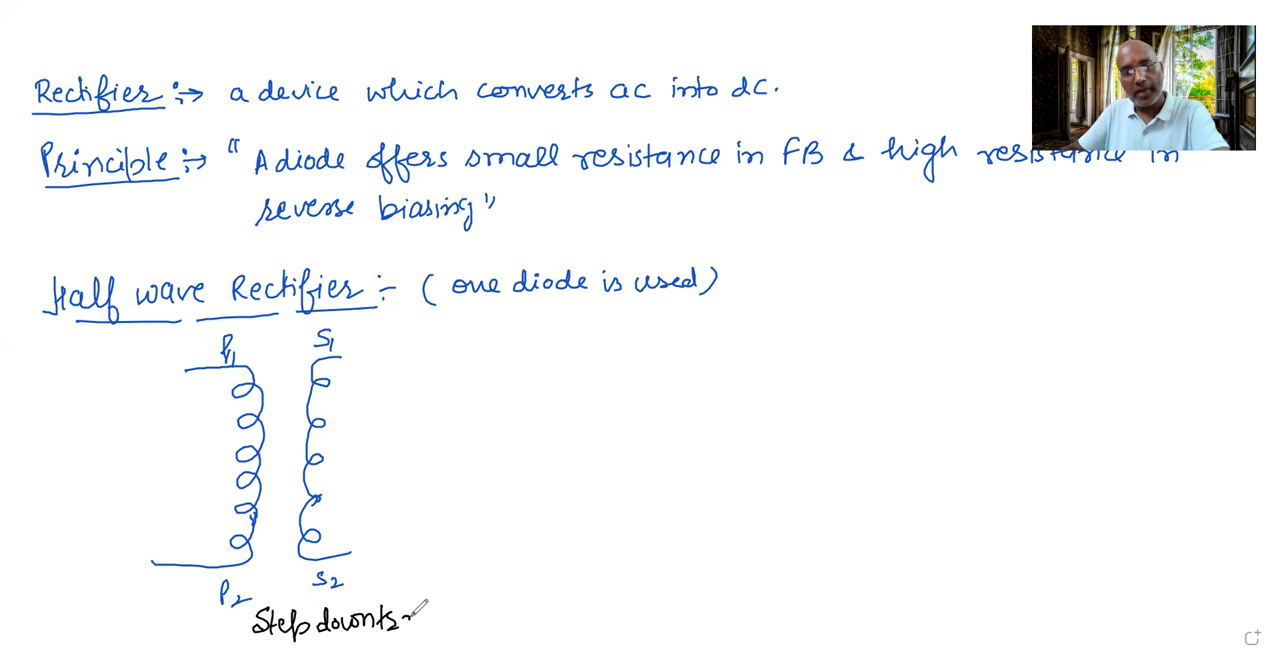 Rectifier :→ a device which converts ac into dc.
Principle :→ "A diode offers small resistance in FB & high resistance in
reverse biasing"
Half wave Rectifier :- (one diode is used)
P1 S1
P2 S2
Step down